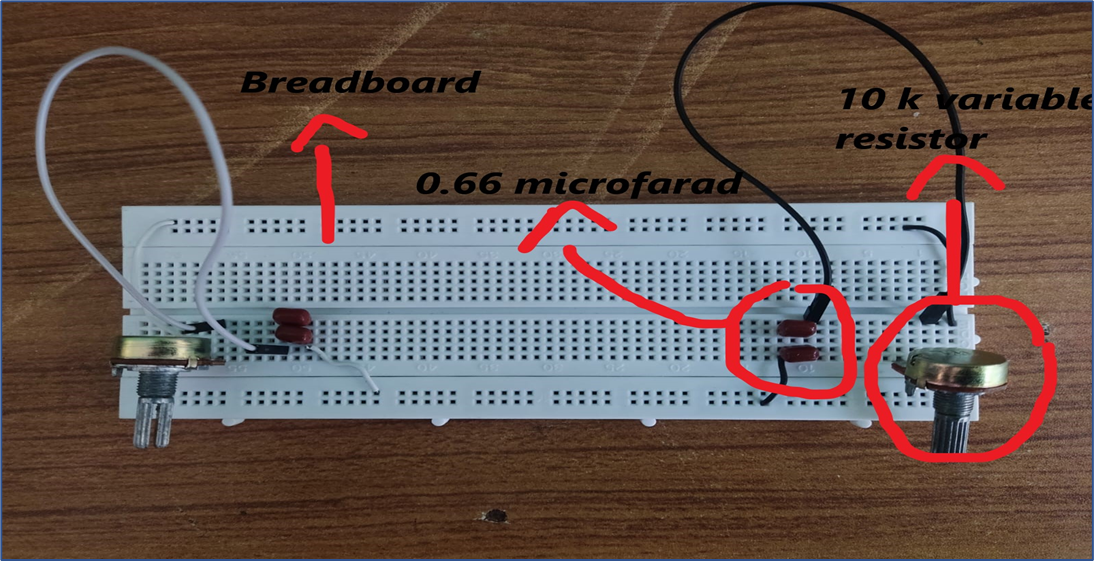 Breadboard
10 k variable
resistor
0.66 microfarad